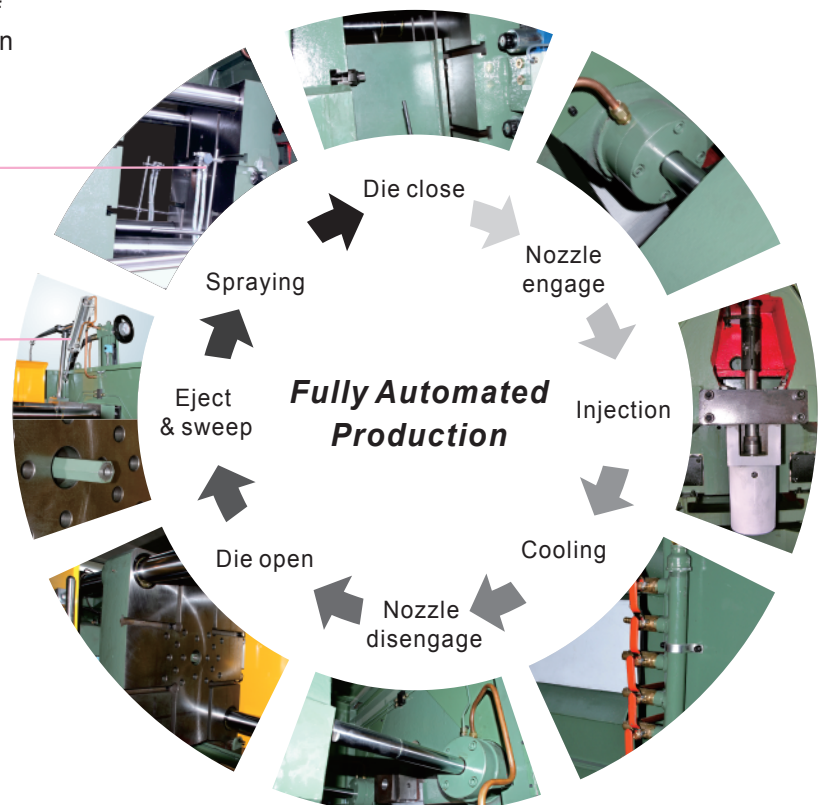 n
Die close
Nozzle
engage
Injection
Cooling
Nozzle
disengage
Die open
Eject
& sweep
Spraying
Fully Automated
Production